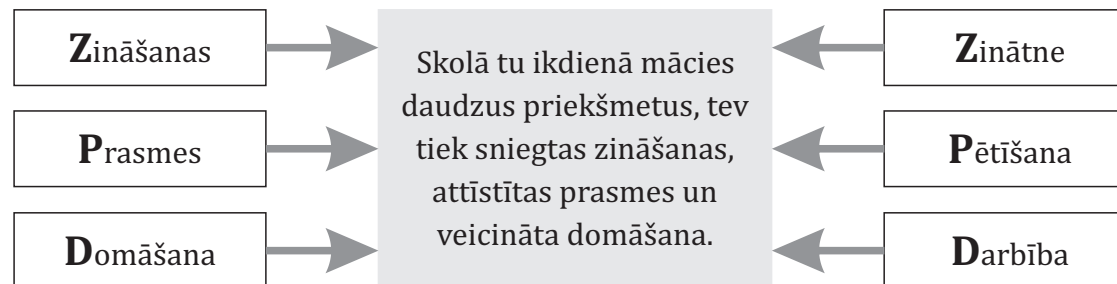 Zināšanas
Prasmes
Domāšana
Skolā tu ikdienā mācies
daudzus priekšmetus, tev
tiek sniegtas zināšanas,
attīstītas prasmes un
veicināta domāšana.
Zinātne
Pētīšana
Darbība